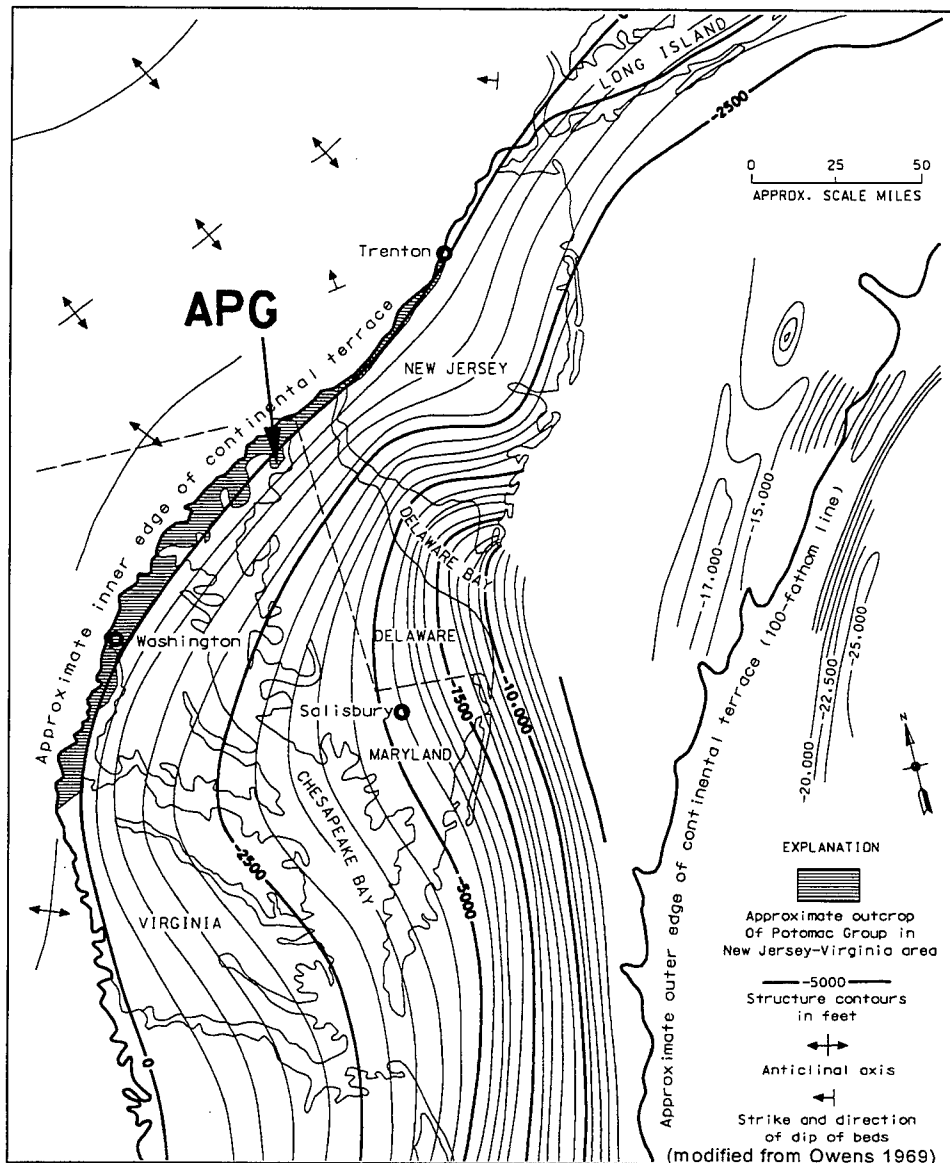 LONG ISLAND
-2500
0 25 50
APPROX. SCALE MILES
Trenton
APG
NEW JERSEY
Approximate inner edge of continental terrace
DELAWARE BAY
-15.000
-17.000
Washington
DELAWARE
-25.000
-22.500
-20.000
-10.000
-7500
Salisbury
MARYLAND
CHESAPEAKE BAY
-2500
-5000
VIRGINIA
0
Approximate outer edge of continental terrace (100-fathom line)
N
EXPLANATION
Approximate outcrop
Of Potomac Group in
New Jersey-Virginia area
-5000
Structure contours
in feet
Anticlinal axis
Strike and direction
of dip of beds
(modified from Owens 1969)